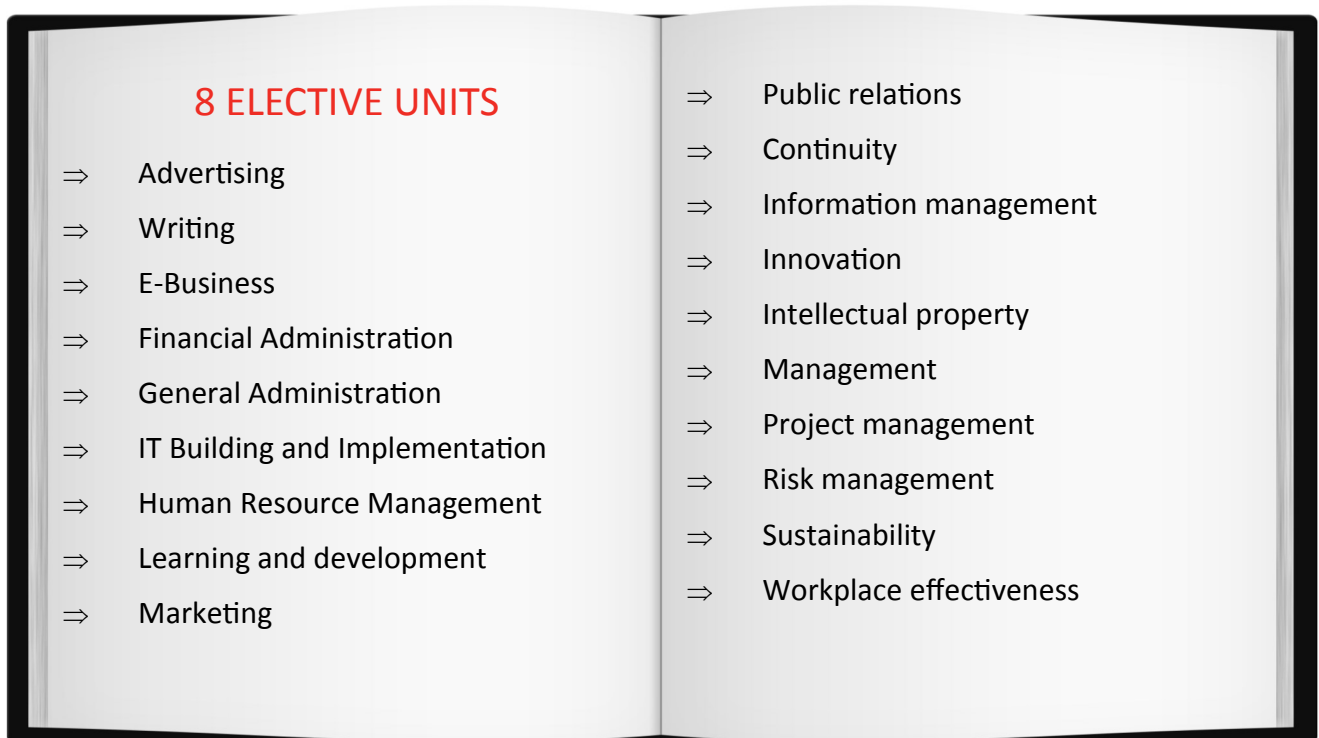 8 ELECTIVE UNITS
⇒ Advertising
⇒ Writing
⇒ E-Business
⇒ Financial Administration
⇒ General Administration
⇒ IT Building and Implementation
⇒ Human Resource Management
⇒ Learning and development
⇒ Marketing
⇒ Public relations
⇒ Continuity
⇒ Information management
⇒ Innovation
⇒ Intellectual property
⇒ Management
⇒ Project management
⇒ Risk management
⇒ Sustainability
⇒ Workplace effectiveness